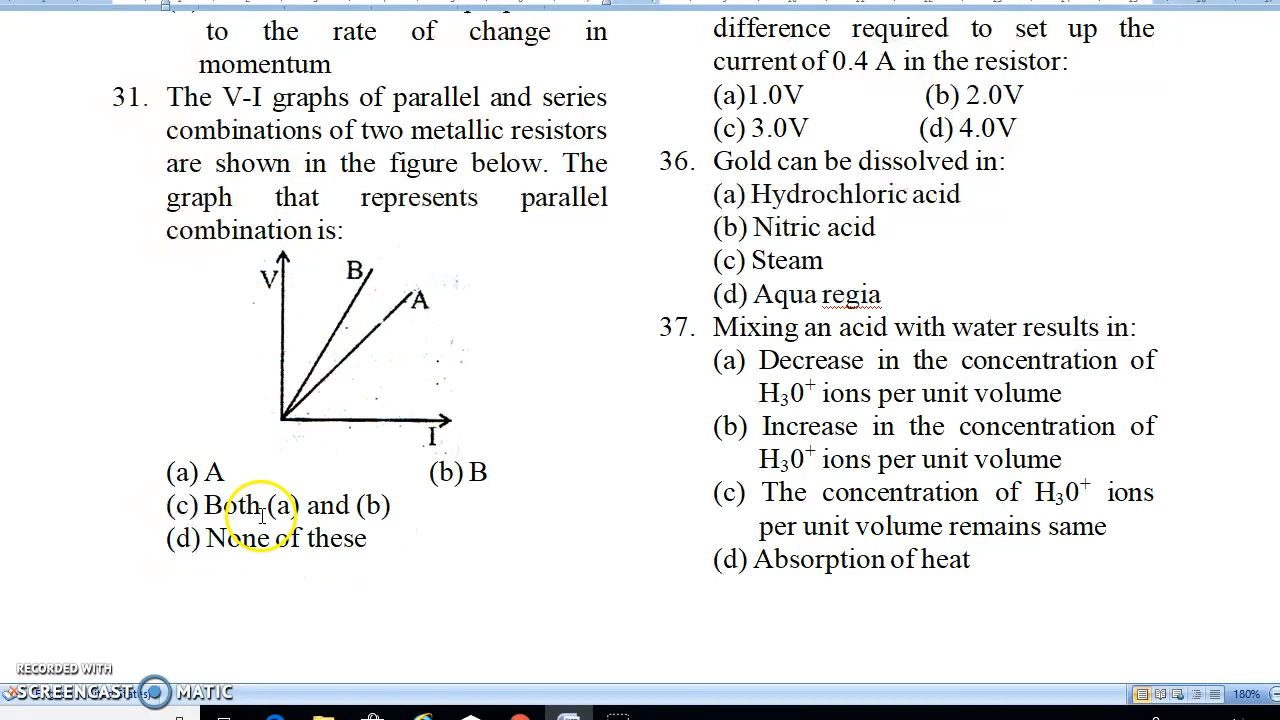 to the rate of change in
momentum
31. The V-I graphs of parallel and series
combinations of two metallic resistors
are shown in the figure below. The
graph that represents parallel
combination is:
V
B
A
I
(a) A (b) B
(c) Both (a) and (b)
(d) None of these
difference required to set up the
current of 0.4 A in the resistor:
(a)1.0V (b) 2.0V
(c) 3.0V (d) 4.0V
36. Gold can be dissolved in:
(a) Hydrochloric acid
(b) Nitric acid
(c) Steam
(d) Aqua regia
37. Mixing an acid with water results in:
(a) Decrease in the concentration of
H₃0⁺ ions per unit volume
(b) Increase in the concentration of
H₃0⁺ ions per unit volume
(c) The concentration of H₃0⁺ ions
per unit volume remains same
(d) Absorption of heat
RECORDED WITH
SCREENCAST MATIC
180%